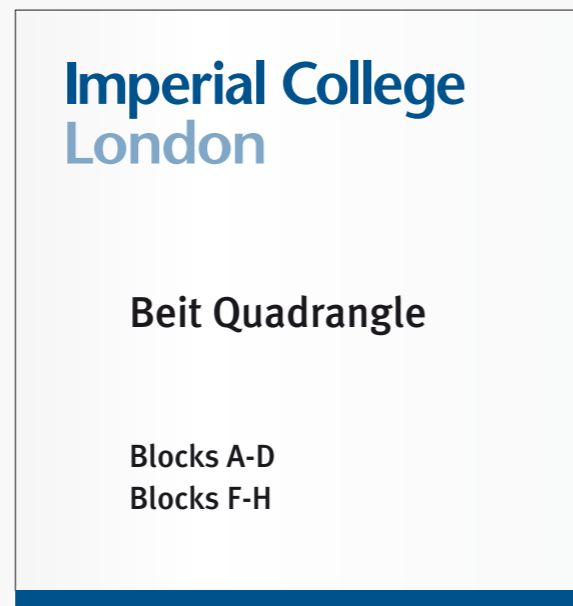 Imperial College
London
Beit Quadrangle
Blocks A-D
Blocks F-H